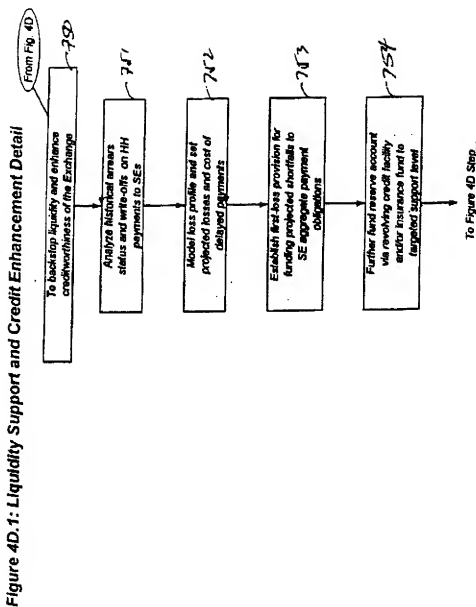 Figure 4D.1: Liquidity Support and Credit Enhancement Detail
From Fig. 4D
To backstop liquidity and enhance
creditworthiness of the Exchange
750
Analyze historical arrears
status and write-offs on HH
payments to SEs
751
Model loss profile and set
projected losses and cost of
delayed payments
752
Establish first-loss provision for
funding projected shortfalls to
SE aggregate payment
obligations
753
Further fund reserve account
via revolving credit facility
and/or insurance fund to
targeted support level
754
To Figure 4D Step